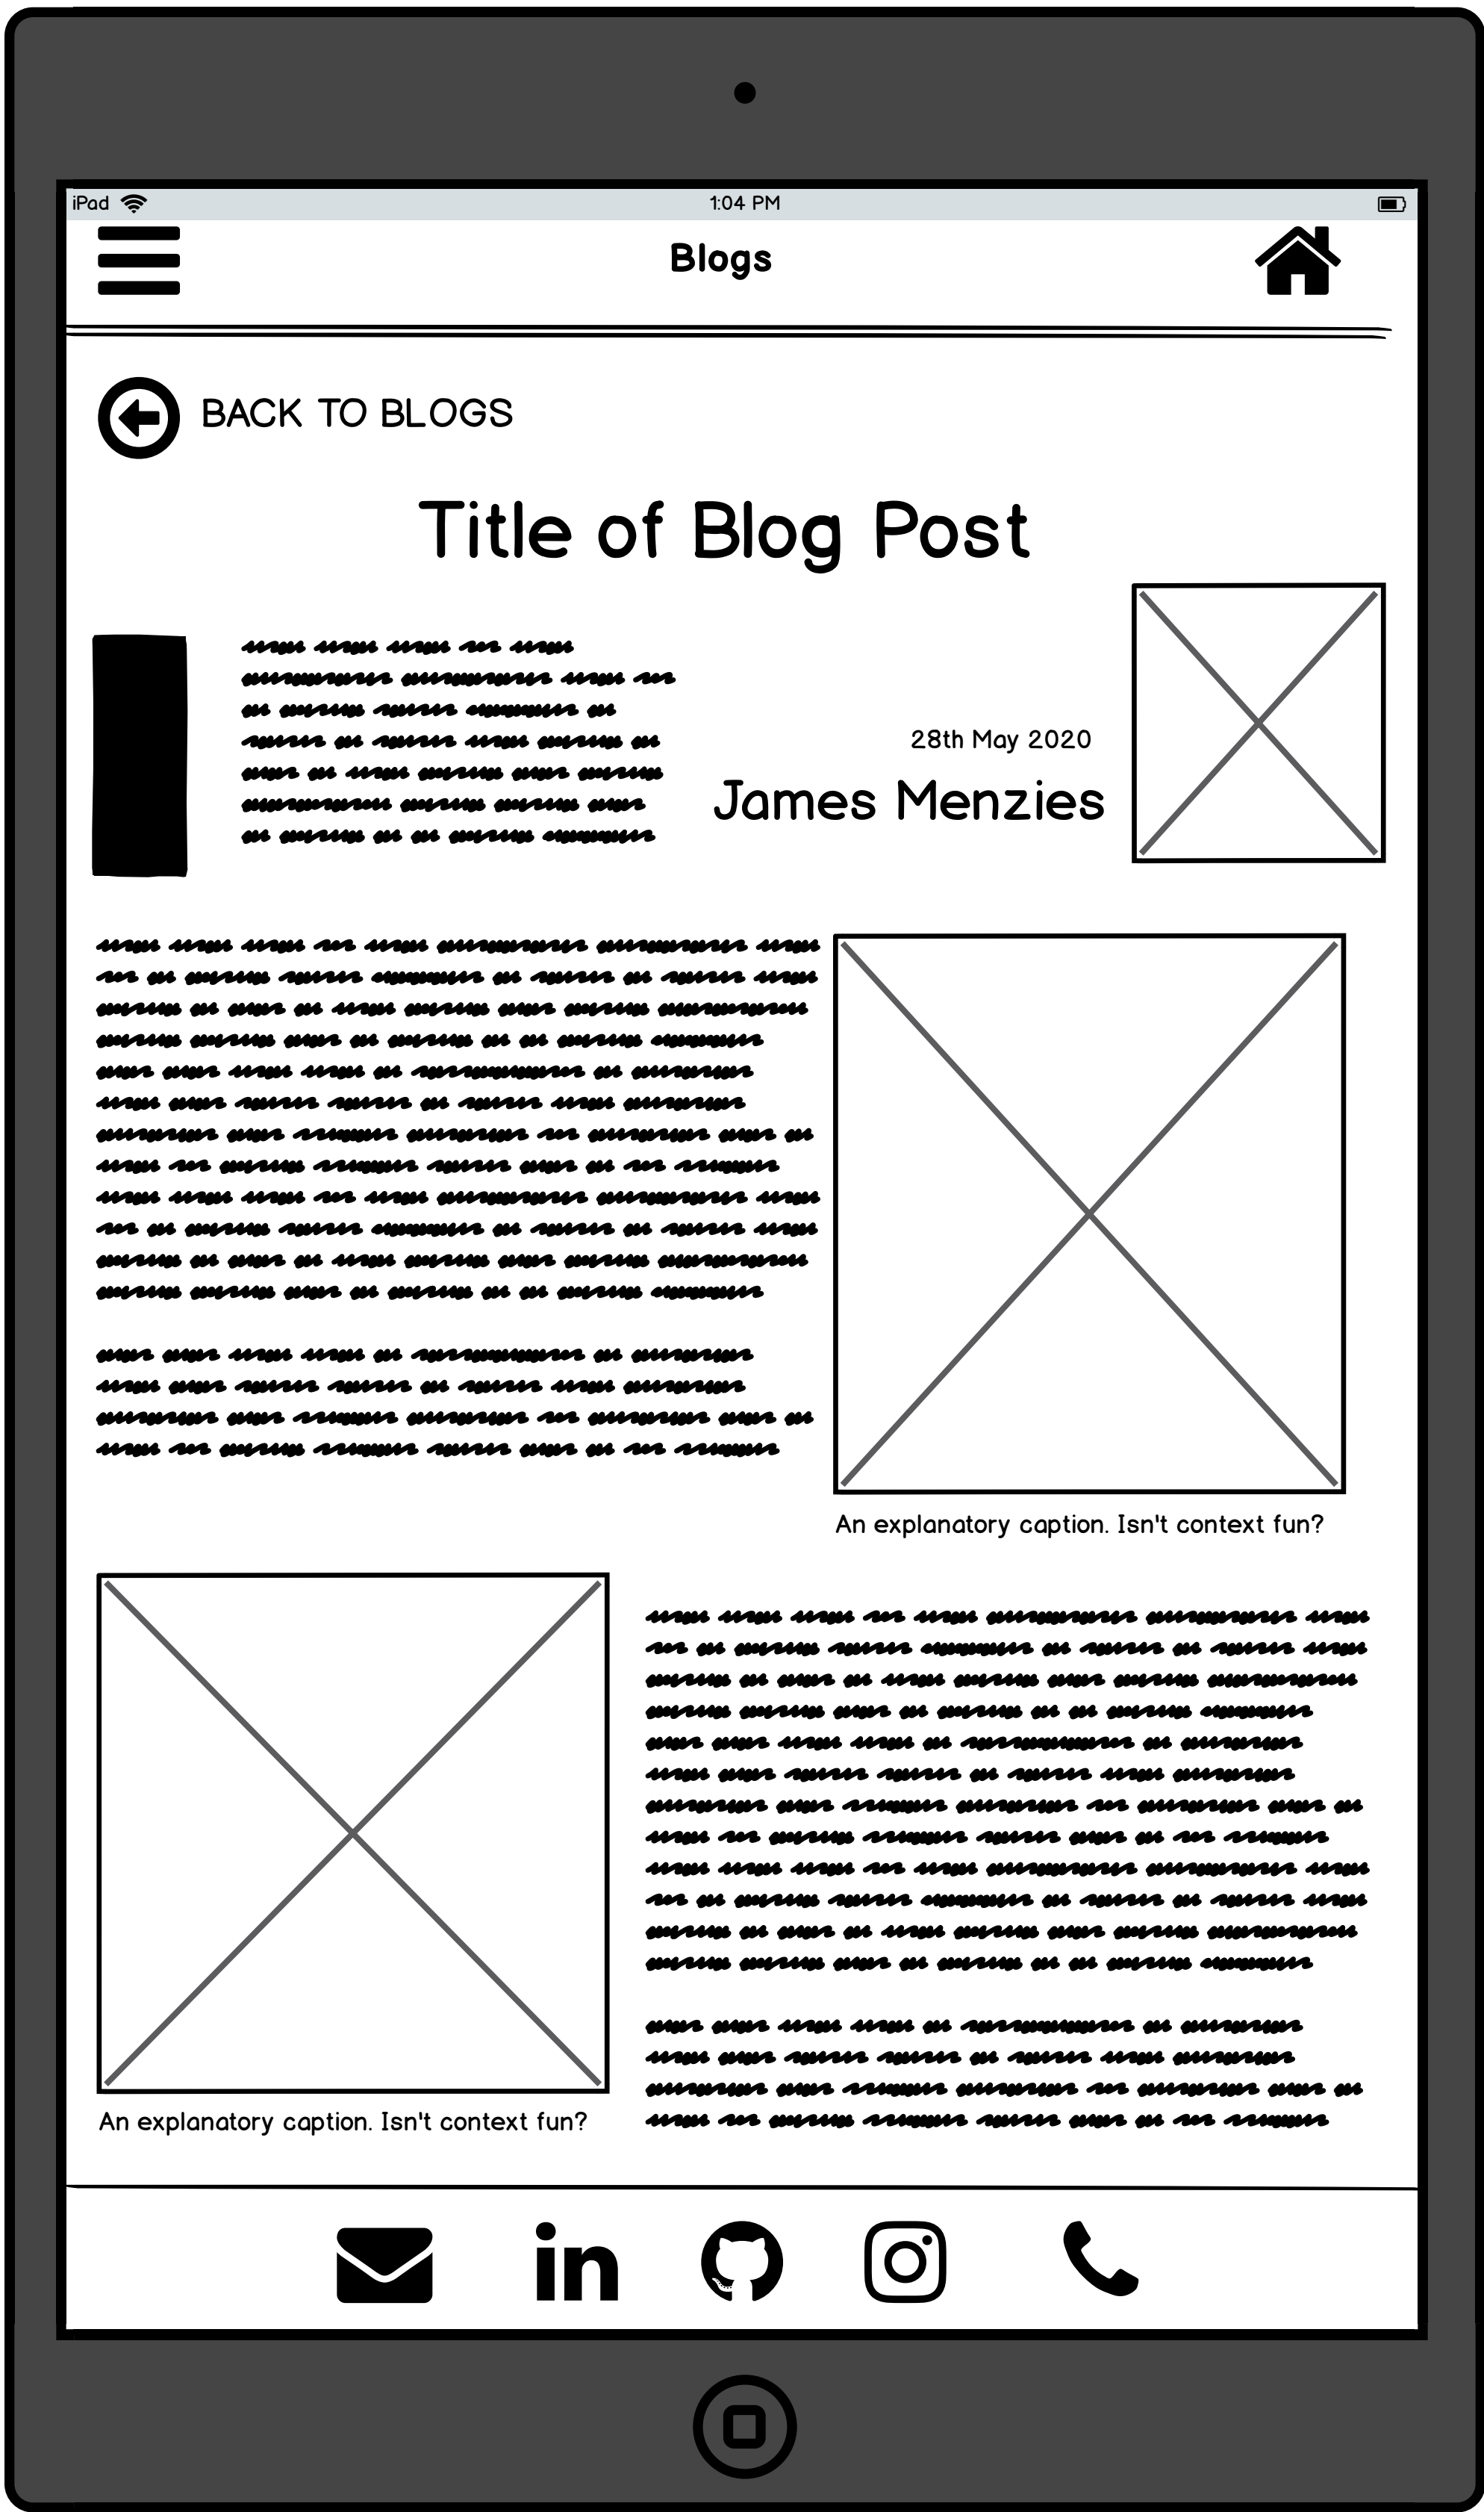 iPad
1:04 PM
Blogs
BACK TO BLOGS
Title of Blog Post
28th May 2020
James Menzies
An explanatory caption. Isn't context fun?
An explanatory caption. Isn't context fun?
in